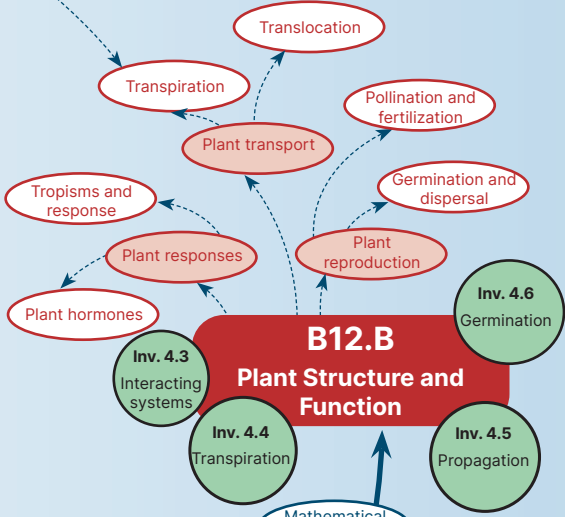 Translocation
Transpiration
Pollination and
fertilization
Plant transport
Germination and
dispersal
Tropisms and
response
Plant responses
Plant
reproduction
Plant hormones
Inv. 4.6
Germination
B12.B
Plant Structure and
Function
Inv. 4.3
Interacting
systems
Inv. 4.4
Transpiration
Inv. 4.5
Propagation
Mathematical